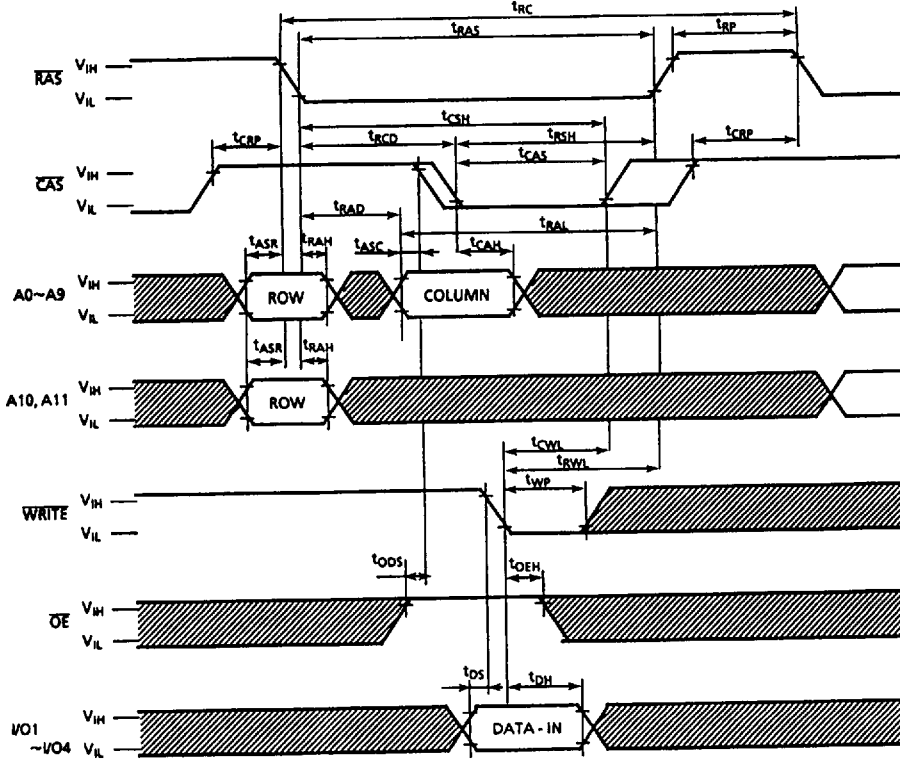 tRC
tRAS
tRP
RAS
VIH
VIL
tCSH
tCRP
tRCD
tRSH
tCRP
tCAS
CAS
VIH
VIL
tRAD
tRAL
tASR
tRAH
tASC
tCAH
A0~A9
VIH
VIL
ROW
COLUMN
tASR
tRAH
A10, A11
VIH
VIL
ROW
tCWL
tRWL
tWP
WRITE
VIH
VIL
tODS
tOEH
OE
VIH
VIL
tDS
tDH
I/O1
~I/O4
VIH
VIL
DATA - IN